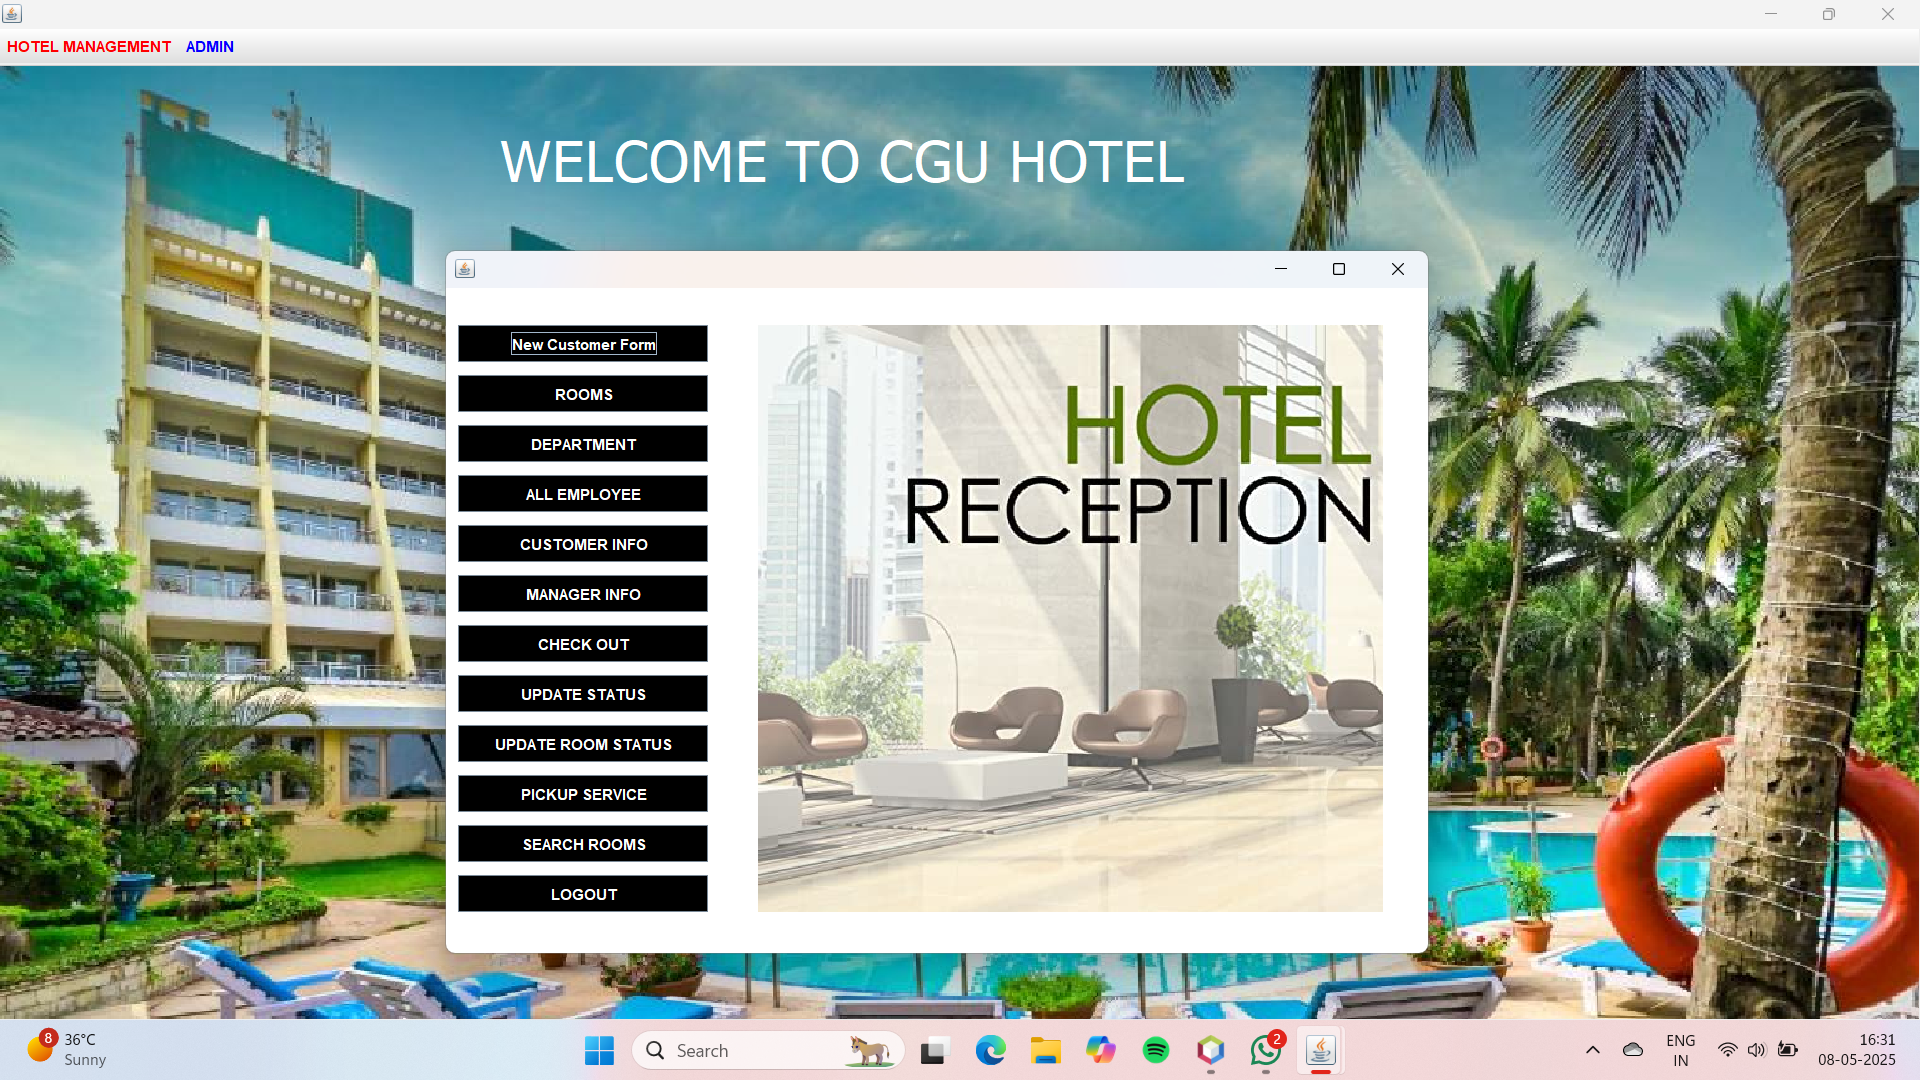 HOTEL MANAGEMENT ADMIN
WELCOME TO CGU HOTEL
New Customer Form
ROOMS
DEPARTMENT
ALL EMPLOYEE
CUSTOMER INFO
MANAGER INFO
CHECK OUT
UPDATE STATUS
UPDATE ROOM STATUS
PICKUP SERVICE
SEARCH ROOMS
LOGOUT
HOTEL
RECEPTION
8
36°C
Sunny
Search
2
ENG
IN
16:31
08-05-2025